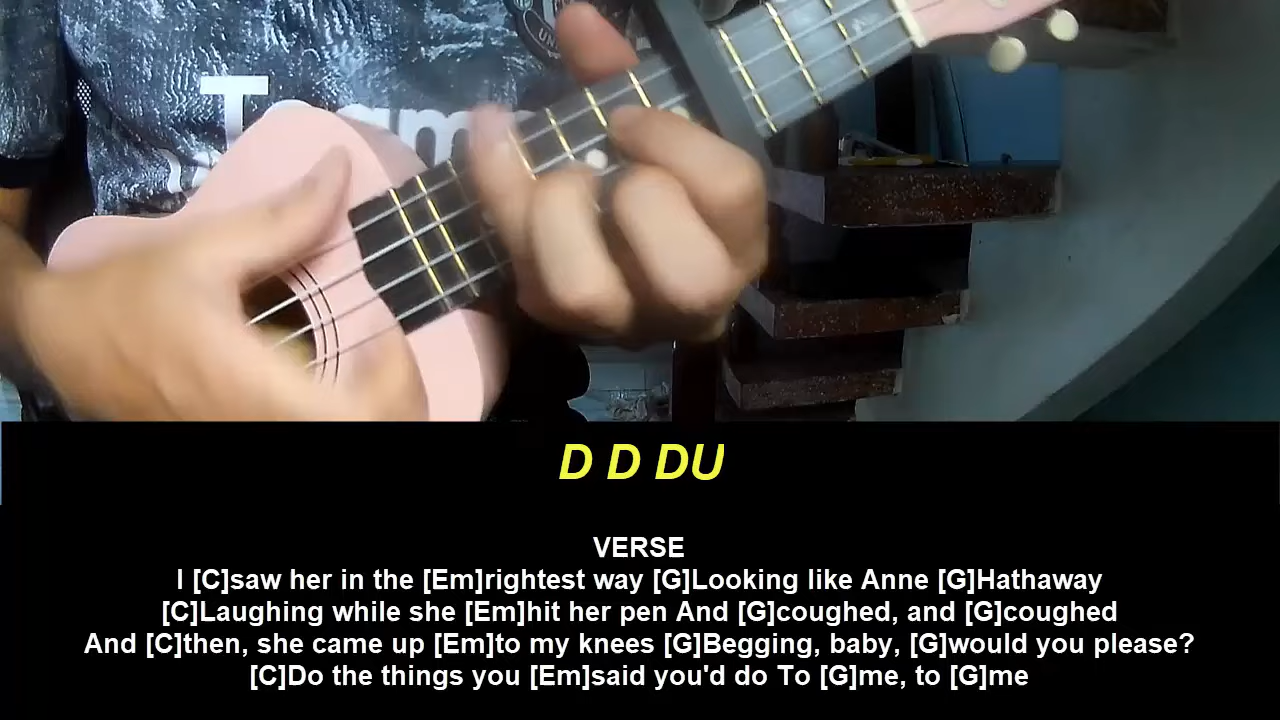 D D DU
VERSE
I [C]saw her in the [Em]rightest way [G]Looking like Anne [G]Hathaway
[C]Laughing while she [Em]hit her pen And [G]coughed, and [G]coughed
And [C]then, she came up [Em]to my knees [G]Begging, baby, [G]would you please?
[C]Do the things you [Em]said you'd do To [G]me, to [G]me